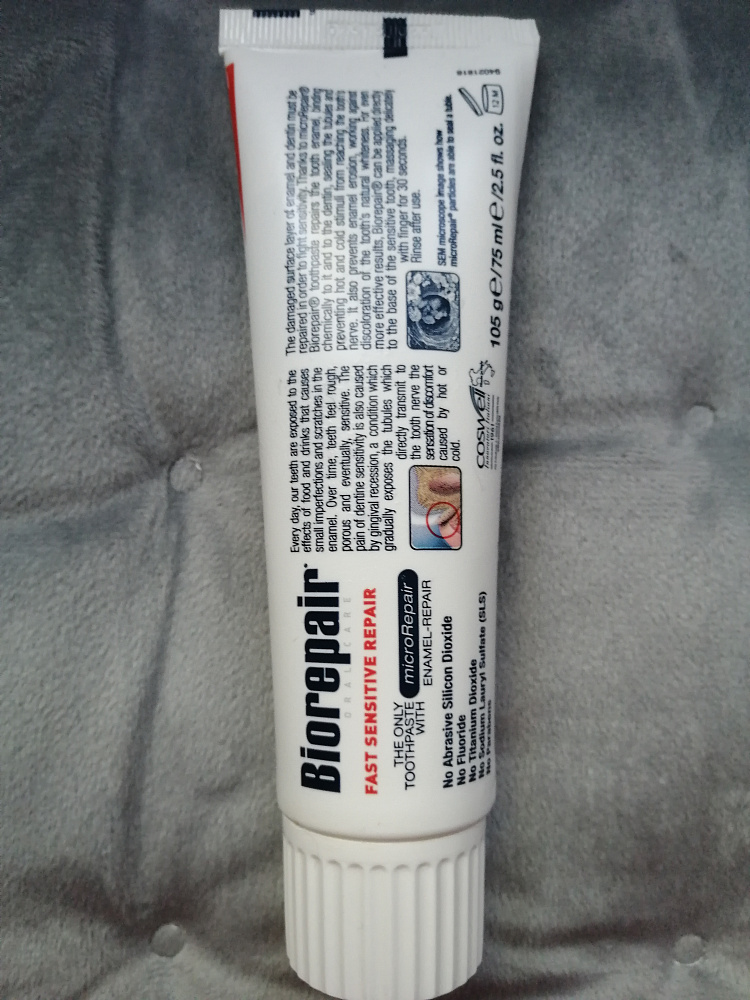 Biorepair®
ORAL CARE
FAST SENSITIVE REPAIR
THE ONLY
TOOTHPASTE
WITH
microRepair®
ENAMEL-REPAIR
No Abrasive Silicon Dioxide
No Fluoride
No Titanium Dioxide
No Sodium Lauryl Sulfate (SLS)
No Parabens
Every day, our teeth are exposed to the
effects of food and drinks that causes
small imperfections and scratches in the
enamel. Over time, teeth feel rough,
porous and eventually, sensitive. The
pain of dentine sensitivity is also caused
by gingival recession, a condition which
gradually exposes the tubules which
directly transmit to
the tooth nerve the
sensation of discomfort
caused by hot or
cold.
COSWELL
1981
The damaged surface layer of enamel and dentin must be
repaired in order to fight sensitivity. Thanks to microRepair®
Biorepair® toothpaste repairs the tooth enamel, binding
chemically to it and to the dentin, sealing the tubules and
preventing hot and cold stimuli from reaching the tooth's
nerve. It also prevents enamel erosion, working against
discoloration of the tooth's natural whiteness. For even
more effective results, Biorepair® can be applied directly
to the base of the sensitive tooth, massaging delicately
with finger for 30 seconds.
Rinse after use.
SEM microscope image shows how
microRepair® particles are able to seal a tubule.
105 g e/75 ml e/2.5 fl. oz.
12 M
94021818